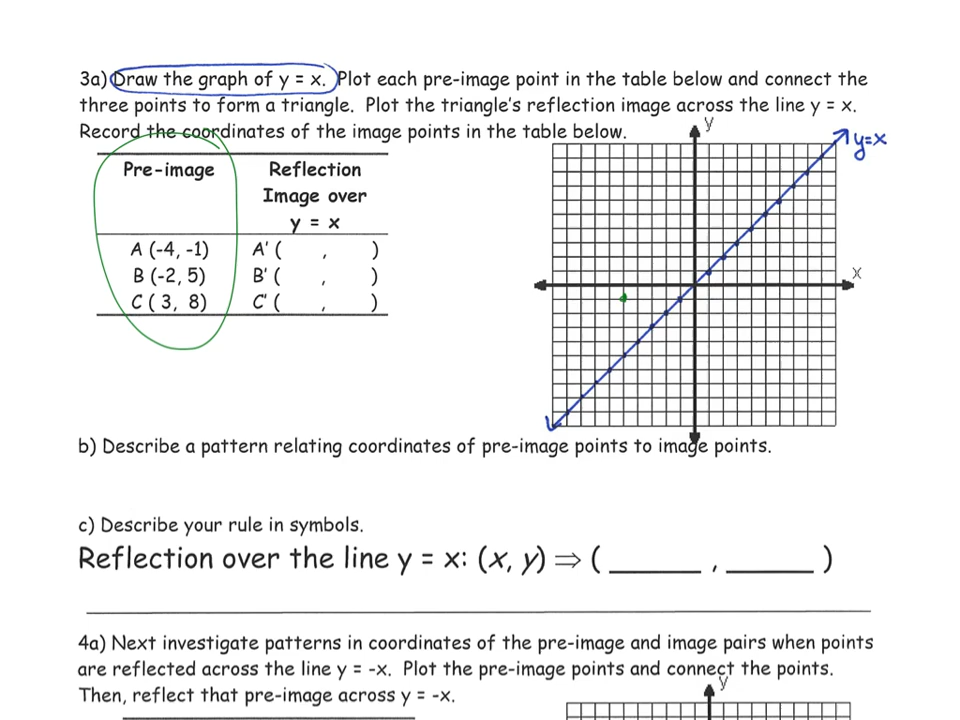 3a) Draw the graph of y = x. Plot each pre-image point in the table below and connect the
three points to form a triangle. Plot the triangle's reflection image across the line y = x.
Record the coordinates of the image points in the table below.
y
y=x
x
Pre-image Reflection
Image over
y = x
A (-4, -1) A' ( , )
B (-2, 5) B' ( , )
C ( 3, 8) C' ( , )
b) Describe a pattern relating coordinates of pre-image points to image points.
c) Describe your rule in symbols.
Reflection over the line y = x: (x, y) ⇒ ( ______ , ______ )
4a) Next investigate patterns in coordinates of the pre-image and image pairs when points
are reflected across the line y = -x. Plot the pre-image points and connect the points.
Then, reflect that pre-image across y = -x.
y